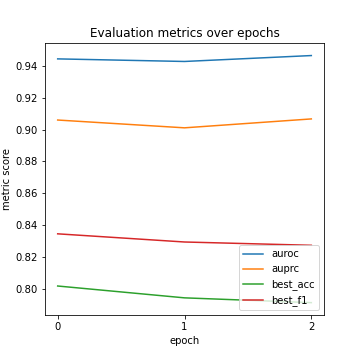 Evaluation metrics over epochs
metric score
0.94
0.92
0.90
0.88
0.86
0.84
0.82
0.80
auroc
auprc
best_acc
best_f1
0
1
2
epoch